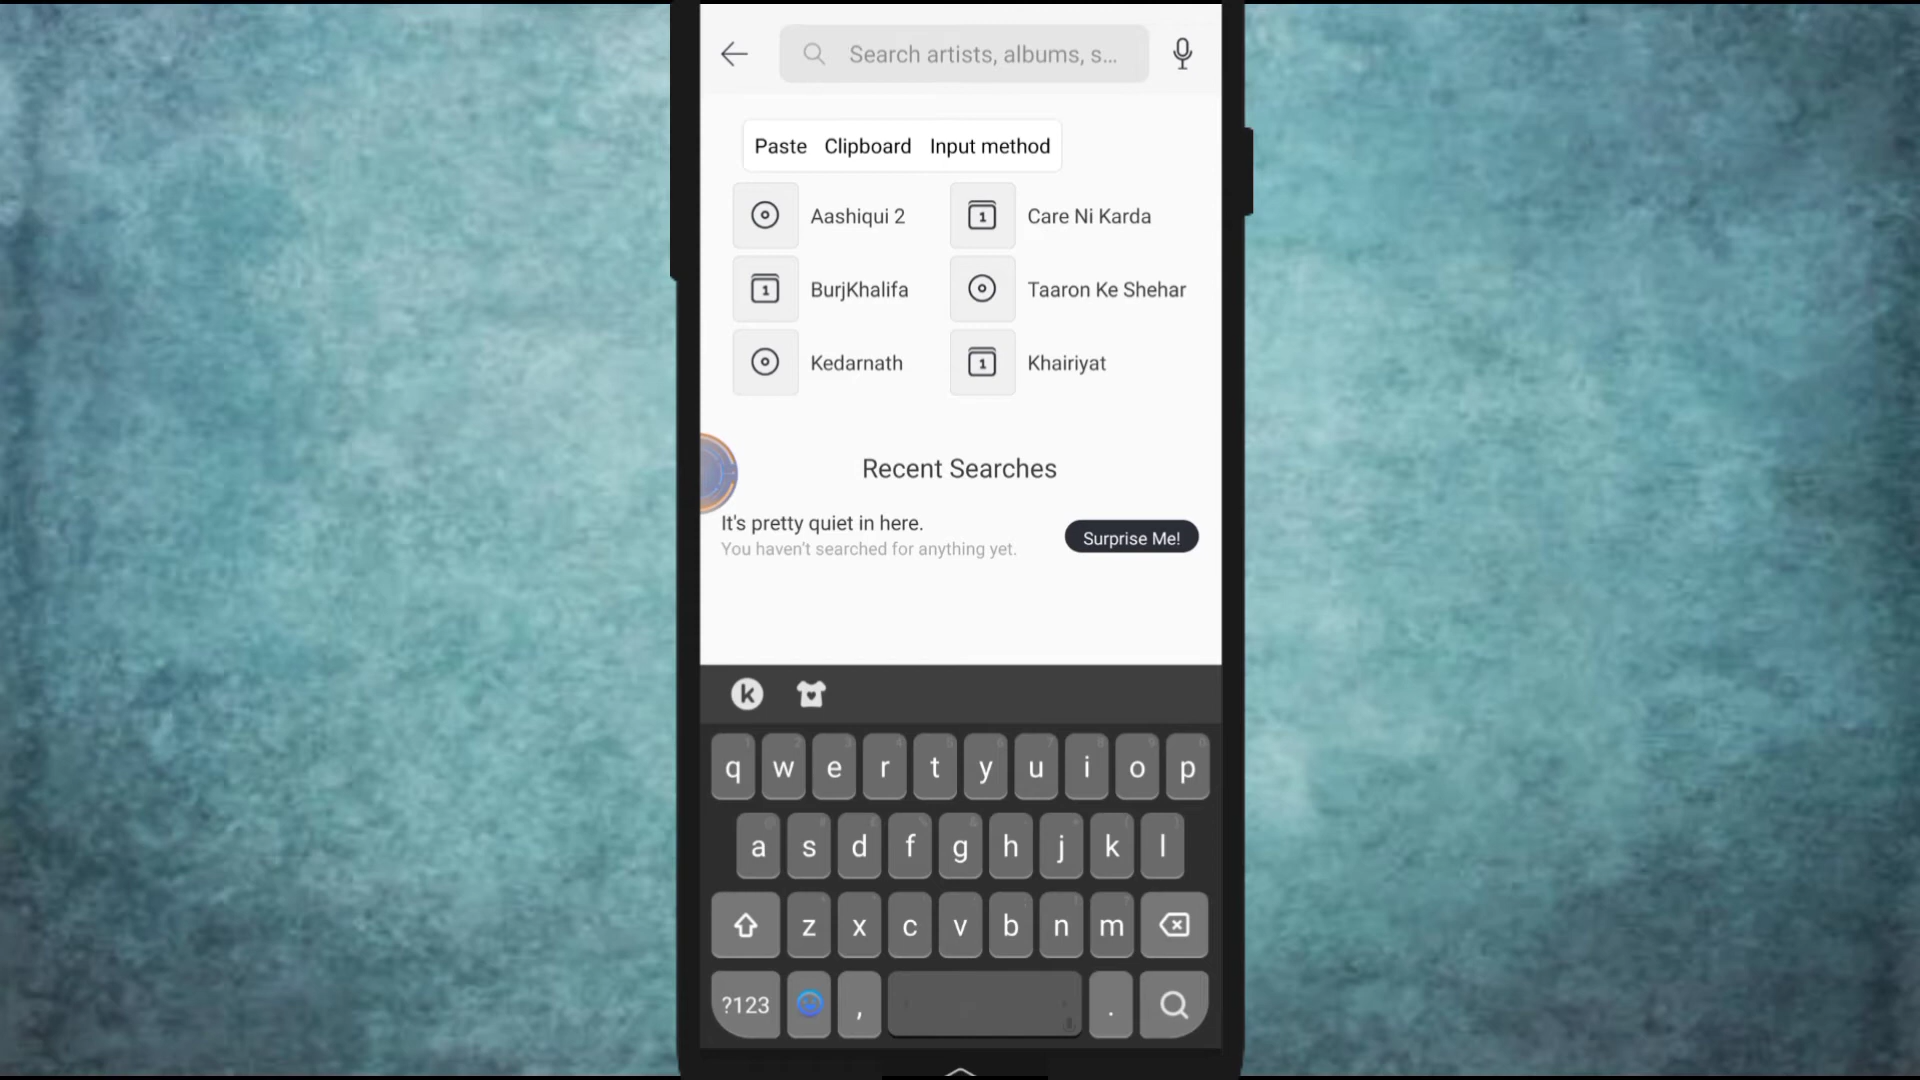 Search artists, albums, s...
Paste Clipboard Input method
Aashiqui 2 Care Ni Karda
BurjKhalifa Taaron Ke Shehar
Kedarnath Khairiyat
Recent Searches
It's pretty quiet in here.
You haven't searched for anything yet.
Surprise Me!
k
q w e r t y u i o p
a s d f g h j k l
z x c v b n m
?123 , .